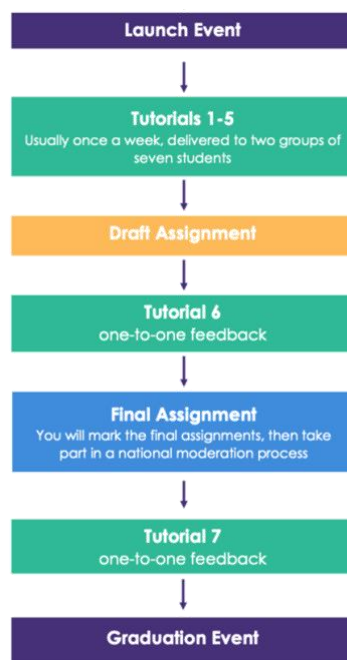 Launch Event
Tutorials 1-5
Usually once a week, delivered to two groups of
seven students
Draft Assignment
Tutorial 6
one-to-one feedback
Final Assignment
You will mark the final assignments, then take
part in a national moderation process
Tutorial 7
one-to-one feedback
Graduation Event